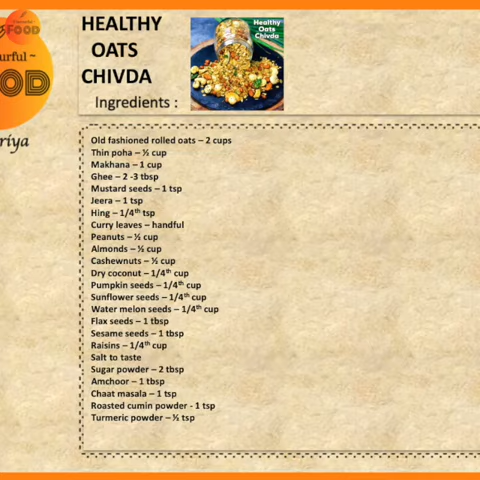 FOOD
urful ~
OD
riya
HEALTHY
OATS
CHIVDA
Ingredients :
Healthy
Oats
Chivda
Old fashioned rolled oats – 2 cups
Thin poha – ½ cup
Makhana – 1 cup
Ghee – 2 -3 tbsp
Mustard seeds – 1 tsp
Jeera – 1 tsp
Hing – 1/4th tsp
Curry leaves – handful
Peanuts – ½ cup
Almonds – ½ cup
Cashewnuts – ½ cup
Dry coconut – 1/4th cup
Pumpkin seeds – 1/4th cup
Sunflower seeds – 1/4th cup
Water melon seeds – 1/4th cup
Flax seeds – 1 tbsp
Sesame seeds – 1 tbsp
Raisins – 1/4th cup
Salt to taste
Sugar powder – 2 tbsp
Amchoor – 1 tbsp
Chaat masala – 1 tsp
Roasted cumin powder - 1 tsp
Turmeric powder – ½ tsp